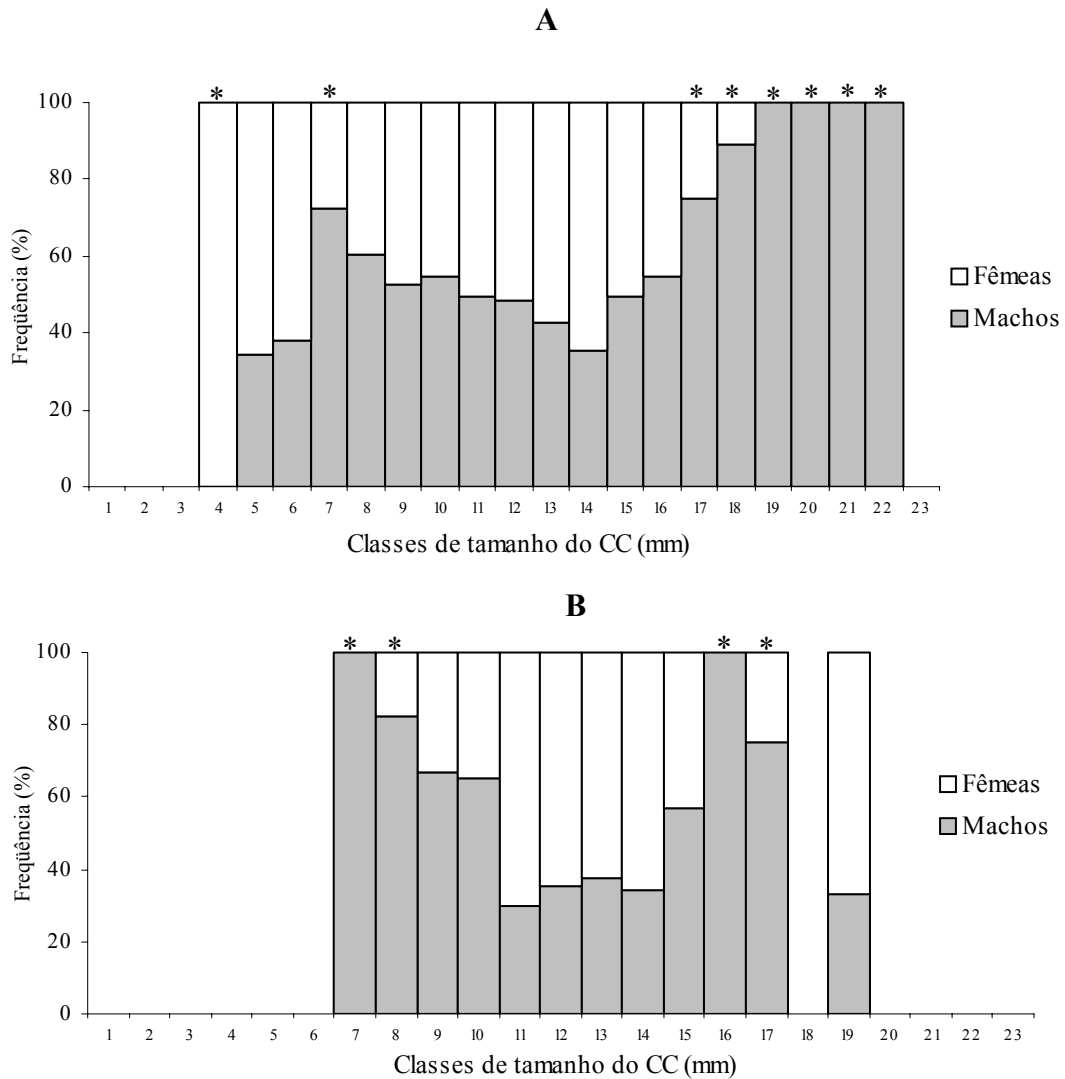 A
* * * * * * * *
100
80
60
40
20
0
Freqüência (%)
1 2 3 4 5 6 7 8 9 10 11 12 13 14 15 16 17 18 19 20 21 22 23
Classes de tamanho do CC (mm)
Fêmeas
Machos
B
* * * *
100
80
60
40
20
0
Freqüência (%)
1 2 3 4 5 6 7 8 9 10 11 12 13 14 15 16 17 18 19 20 21 22 23
Classes de tamanho do CC (mm)
Fêmeas
Machos